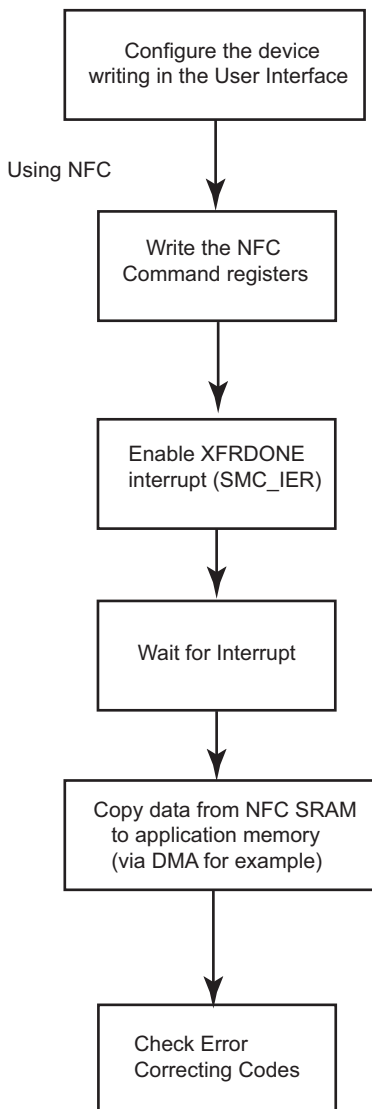 Configure the device
writing in the User Interface
Using NFC
Write the NFC
Command registers
Enable XFRDONE
interrupt (SMC_IER)
Wait for Interrupt
Copy data from NFC SRAM
to application memory
(via DMA for example)
Check Error
Correcting Codes